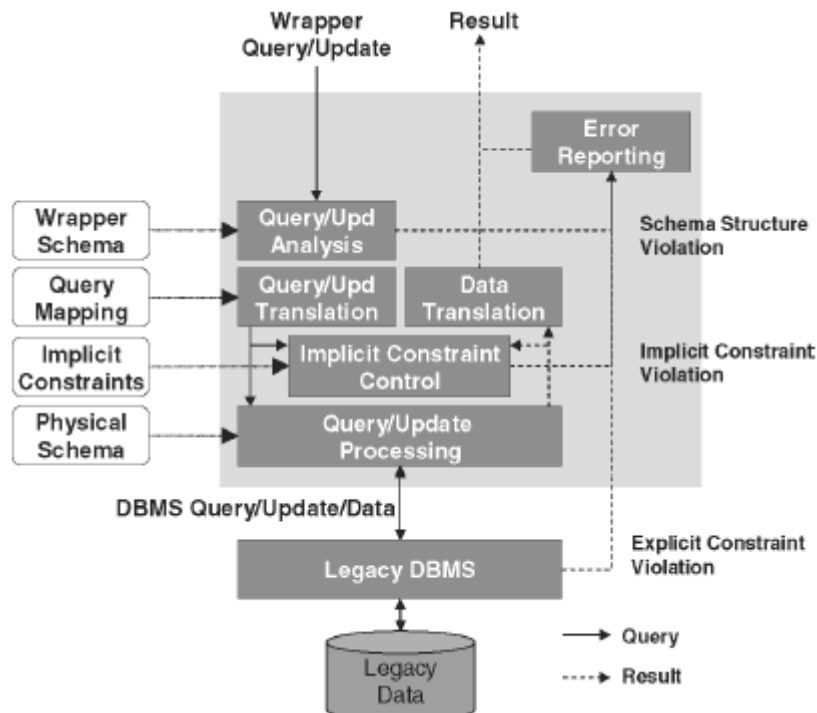 Wrapper
Query/Update
Result
Error
Reporting
Wrapper
Schema
Query/Upd
Analysis
Schema Structure
Violation
Query
Mapping
Query/Upd
Translation
Data
Translation
Implicit
Constraints
Implicit Constraint
Control
Implicit Constraint
Violation
Physical
Schema
Query/Update
Processing
DBMS Query/Update/Data
Legacy DBMS
Explicit Constraint
Violation
Legacy
Data
Query
Result